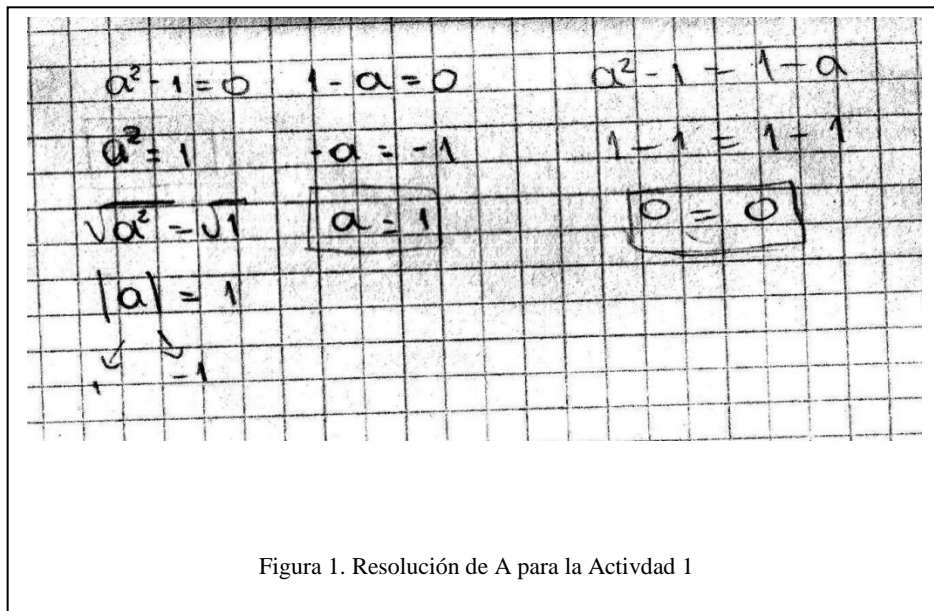 a² - 1 = 0 1 - a = 0 a² - 1 = 1 - a
a² = 1 -a = -1 1 - 1 = 1 - 1
√a² = √1 a = 1 0 = 0
|a| = 1
1 -1
Figura 1. Resolución de A para la Activdad 1